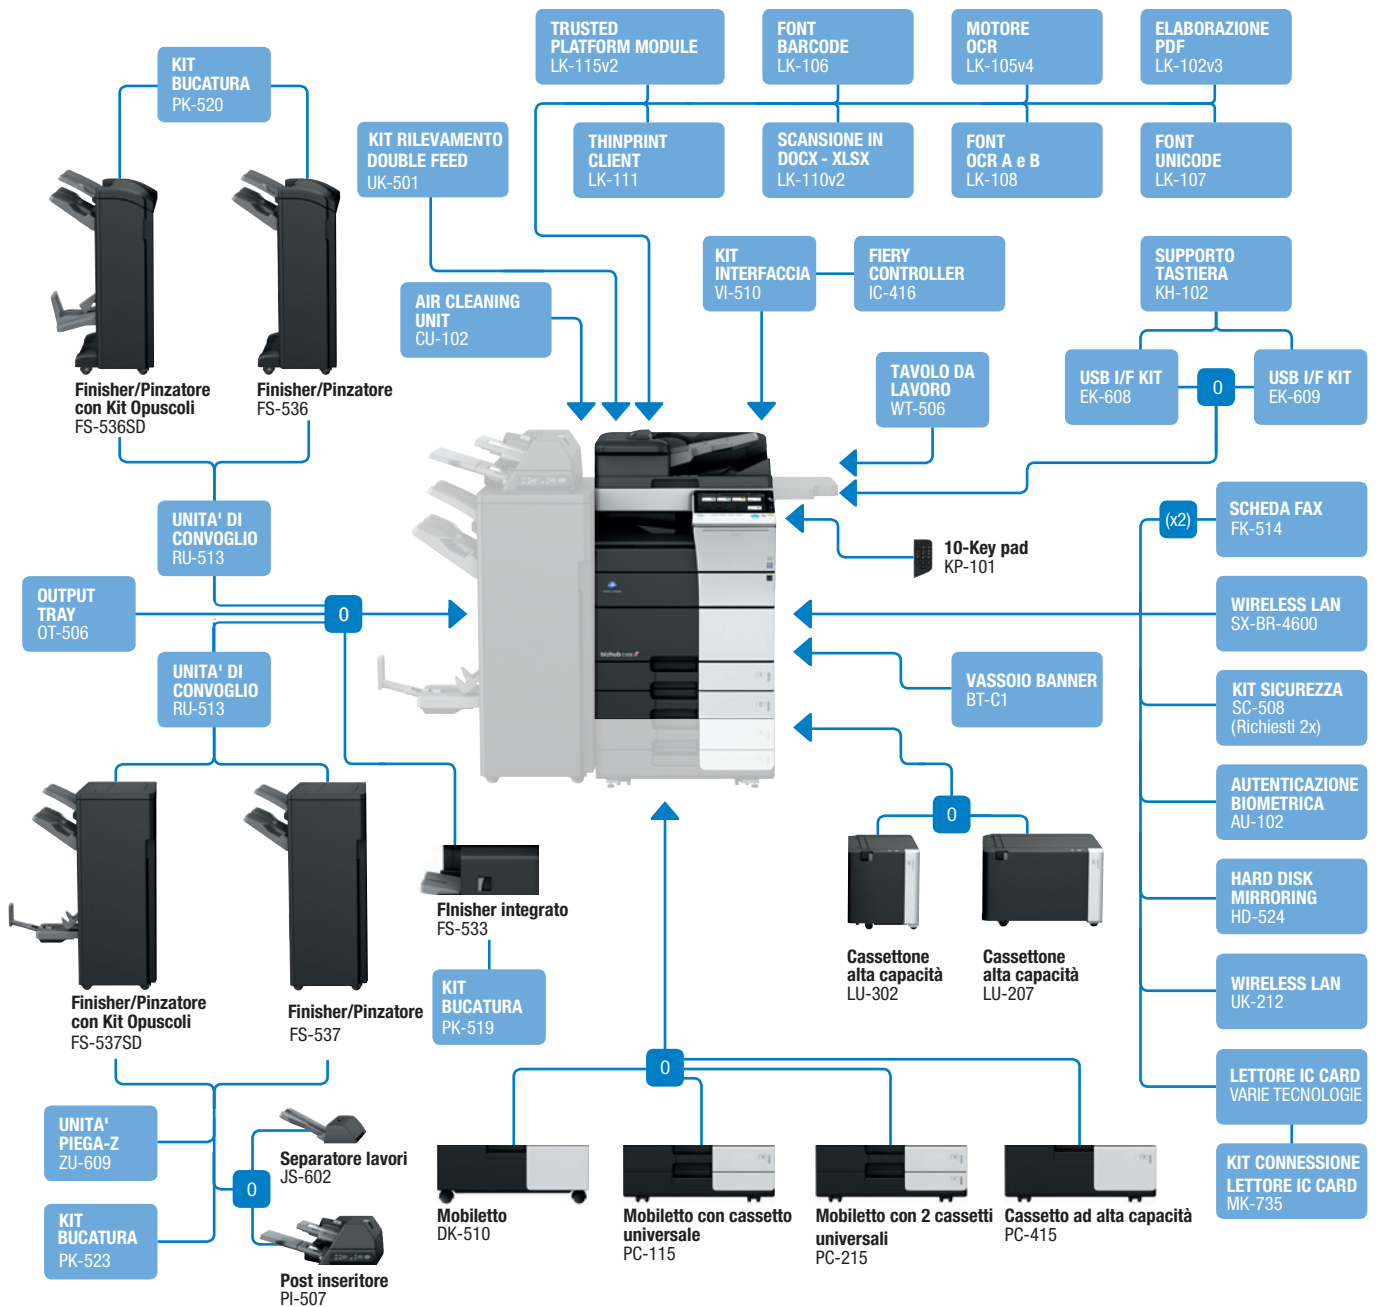 TRUSTED
PLATFORM MODULE
LK-115v2
FONT
BARCODE
LK-106
MOTORE
OCR
LK-105v4
ELABORAZIONE
PDF
LK-102v3
KIT
BUCATURA
PK-520
KIT RILEVAMENTO
DOUBLE FEED
UK-501
THINPRINT
CLIENT
LK-111
SCANSIONE IN
DOCX - XLSX
LK-110v2
FONT
OCR A e B
LK-108
FONT
UNICODE
LK-107
KIT
INTERFACCIA
VI-510
FIERY
CONTROLLER
IC-416
SUPPORTO
TASTIERA
KH-102
AIR CLEANING
UNIT
CU-102
TAVOLO DA
LAVORO
WT-506
USB I/F KIT
EK-608
0
USB I/F KIT
EK-609
Finisher/Pinzatore
con Kit Opuscoli
FS-536SD
Finisher/Pinzatore
FS-536
UNITA' DI
CONVOGLIO
RU-513
(x2)
SCHEDA FAX
FK-514
10-Key pad
KP-101
OUTPUT
TRAY
OT-506
0
WIRELESS LAN
SX-BR-4600
UNITA' DI
CONVOGLIO
RU-513
bizhub
VASSOIO BANNER
BT-C1
KIT SICUREZZA
SC-508
(Richiesti 2x)
AUTENTICAZIONE
BIOMETRICA
AU-102
0
HARD DISK
MIRRORING
HD-524
FInisher integrato
FS-533
Cassettone
alta capacità
LU-302
Cassettone
alta capacità
LU-207
WIRELESS LAN
UK-212
KIT
BUCATURA
PK-519
Finisher/Pinzatore
con Kit Opuscoli
FS-537SD
Finisher/Pinzatore
FS-537
0
LETTORE IC CARD
VARIE TECNOLOGIE
UNITA'
PIEGA-Z
ZU-609
Separatore lavori
JS-602
0
KIT CONNESSIONE
LETTORE IC CARD
MK-735
KIT
BUCATURA
PK-523
Mobiletto
DK-510
Mobiletto con cassetto
universale
PC-115
Mobiletto con 2 cassetti
universali
PC-215
Cassetto ad alta capacità
PC-415
Post inseritore
PI-507